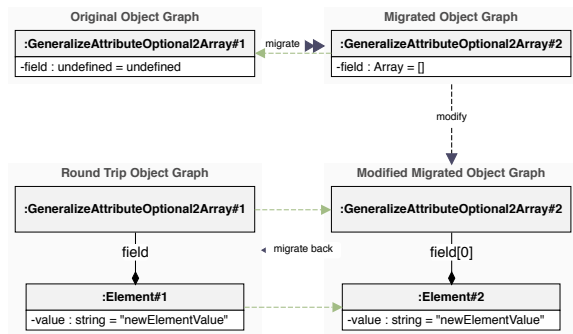 Original Object Graph
Migrated Object Graph
:GeneralizeAttributeOptional2Array#1
migrate
:GeneralizeAttributeOptional2Array#2
-field : undefined = undefined
-field : Array = []
modify
Round Trip Object Graph
Modified Migrated Object Graph
:GeneralizeAttributeOptional2Array#1
:GeneralizeAttributeOptional2Array#2
field
migrate back
field[0]
:Element#1
:Element#2
-value : string = "newElementValue"
-value : string = "newElementValue"